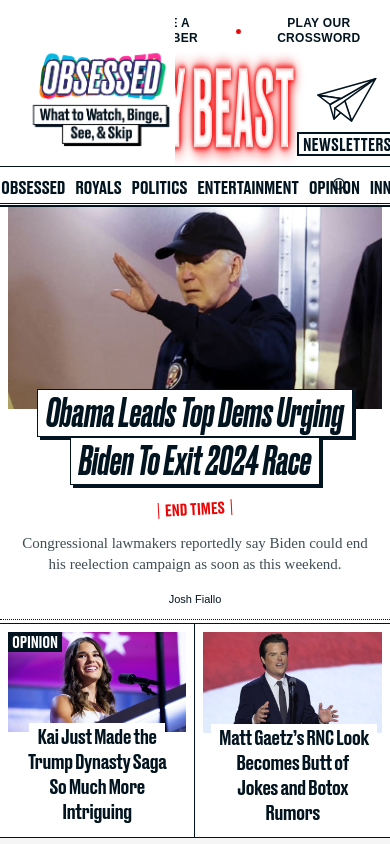 E A
BER
PLAY OUR
CROSSWORD
OBSESSED
What to Watch, Binge,
See, & Skip
Y BEAST
NEWSLETTERS
OBSESSED ROYALS POLITICS ENTERTAINMENT OPINION INN
Obama Leads Top Dems Urging
Biden To Exit 2024 Race
END TIMES
Congressional lawmakers reportedly say Biden could end
his reelection campaign as soon as this weekend.
Josh Fiallo
OPINION
Kai Just Made the
Trump Dynasty Saga
So Much More
Intriguing
Matt Gaetz’s RNC Look
Becomes Butt of
Jokes and Botox
Rumors